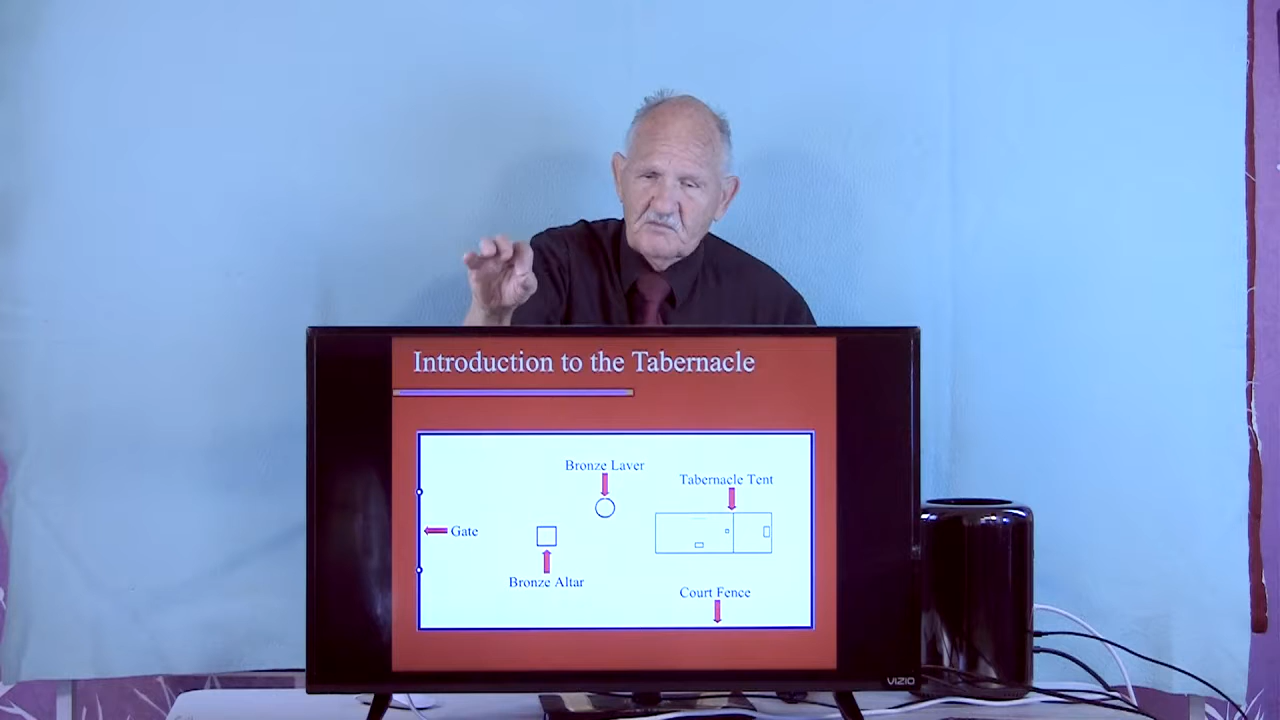 Introduction to the Tabernacle
Bronze Laver
Tabernacle Tent
Gate
Bronze Altar
Court Fence
VIZIO